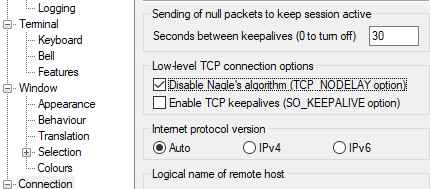 Logging
Terminal
Keyboard
Bell
Features
Window
Appearance
Behaviour
Translation
Selection
Colours
Connection
Sending of null packets to keep session active
Seconds between keepalives (0 to turn off) 30
Low-level TCP connection options
Disable Nagle's algorithm (TCP_NODELAY option)
Enable TCP keepalives (SO_KEEPALIVE option)
Internet protocol version
Auto IPv4 IPv6
Logical name of remote host